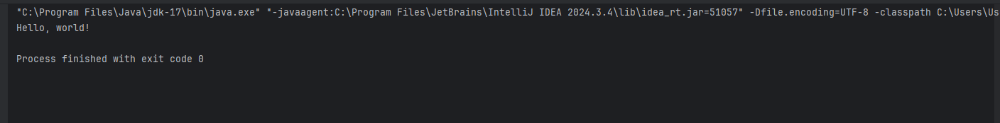 "C:\Program Files\Java\jdk-17\bin\java.exe" "-javaagent:C:\Program Files\JetBrains\IntelliJ IDEA 2024.3.4\lib\idea_rt.jar=51057" -Dfile.encoding=UTF-8 -classpath C:\Users\Us
Hello, world!
Process finished with exit code 0